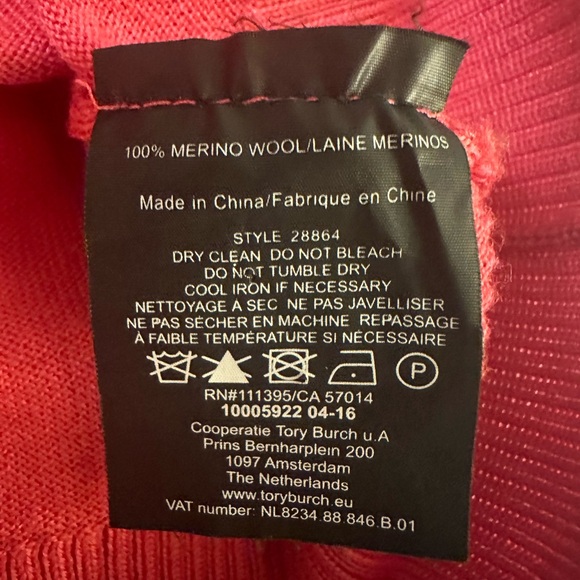 100% MERINO WOOL/LAINE MERINOS
Made in China/Fabrique en Chine
STYLE 28864
DRY CLEAN DO NOT BLEACH
DO NOT TUMBLE DRY
COOL IRON IF NECESSARY
NETTOYAGE À SEC NE PAS JAVELLISER
NE PAS SÉCHER EN MACHINE REPASSAGE
À FAIBLE TEMPÉRATURE SI NÉCESSAIRE
P
RN#111395/CA 57014
10005922 04-16
Cooperatie Tory Burch u.A
Prins Bernharplein 200
1097 Amsterdam
The Netherlands
www.toryburch.eu
VAT number: NL8234.88.846.B.01